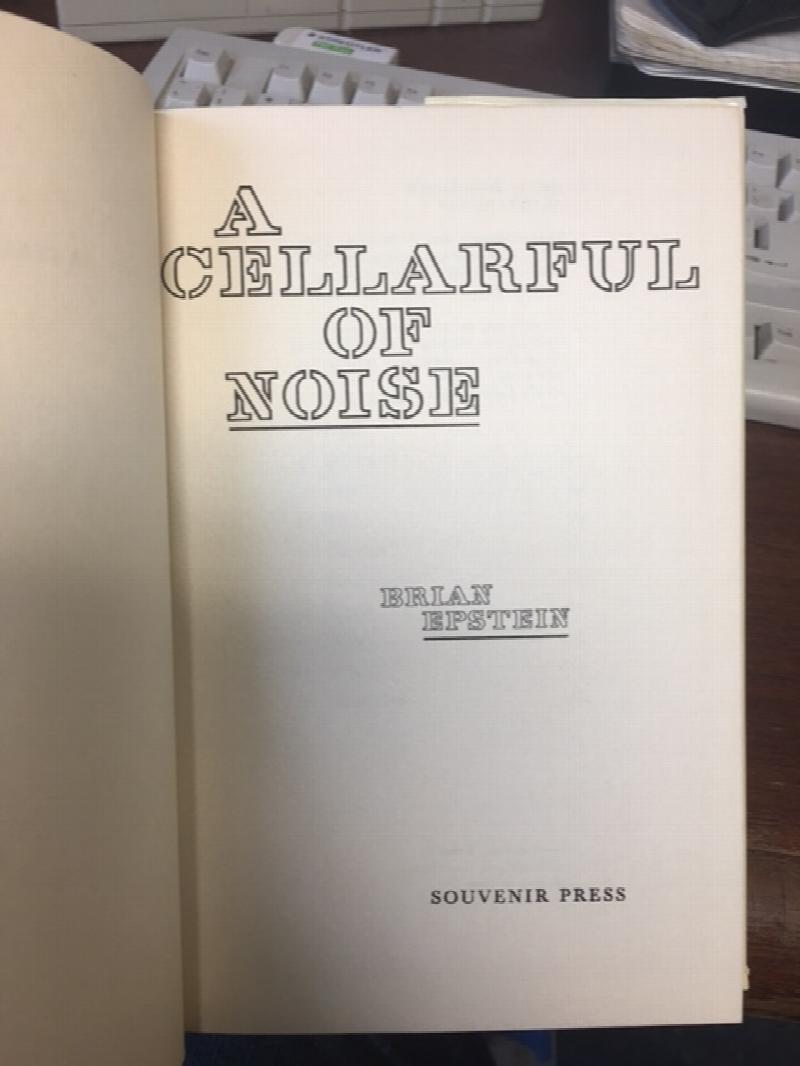 A
CELLARFUL
OF
NOISE
BRIAN
EPSTEIN
SOUVENIR PRESS